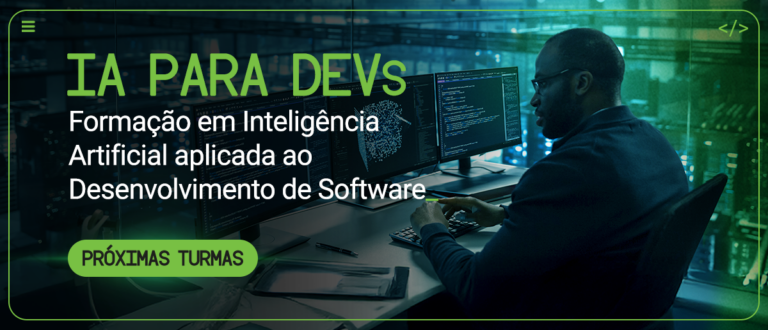 </>
IA PARA DEVs
Formação em Inteligência
Artificial aplicada ao
Desenvolvimento de Software
PRÓXIMAS TURMAS